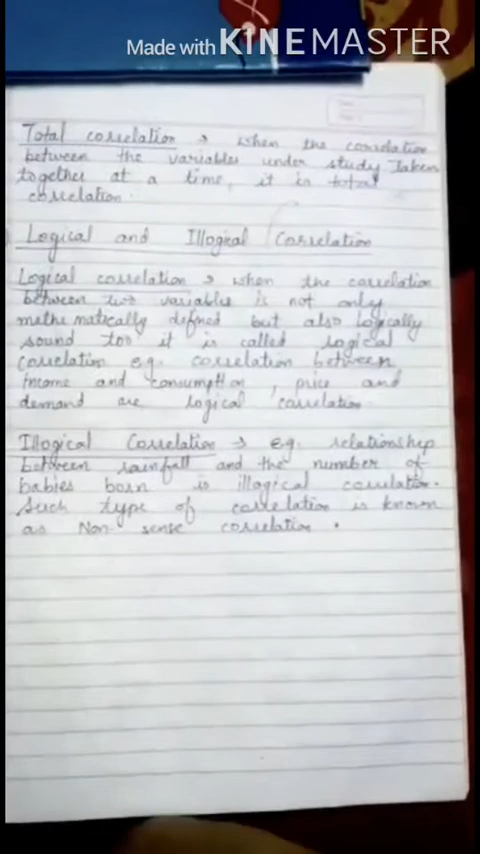 Made with KINEMASTER
Total correlation → when the correlation
between the variables under study Taken
together at a time, it is total
correlation.
Logical and Illogical Correlation
Logical correlation → when the correlation
between two variables is not only
mathematically defined but also logically
sound too it is called logical
correlation e.g. correlation between
Income and consumption, price and
demand are logical correlation.
Illogical Correlation → e.g. relationship
between rainfall and the number of
babies born is illogical correlation.
Such type of correlation is known
as Non sense correlation.